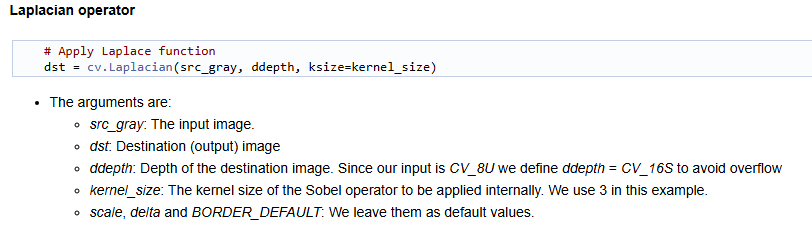 Laplacian operator
# Apply Laplace function
dst = cv.Laplacian(src_gray, ddepth, ksize=kernel_size)
• The arguments are:
◦ src_gray: The input image.
◦ dst: Destination (output) image
◦ ddepth: Depth of the destination image. Since our input is CV_8U we define ddepth = CV_16S to avoid overflow
◦ kernel_size: The kernel size of the Sobel operator to be applied internally. We use 3 in this example.
◦ scale, delta and BORDER_DEFAULT: We leave them as default values.